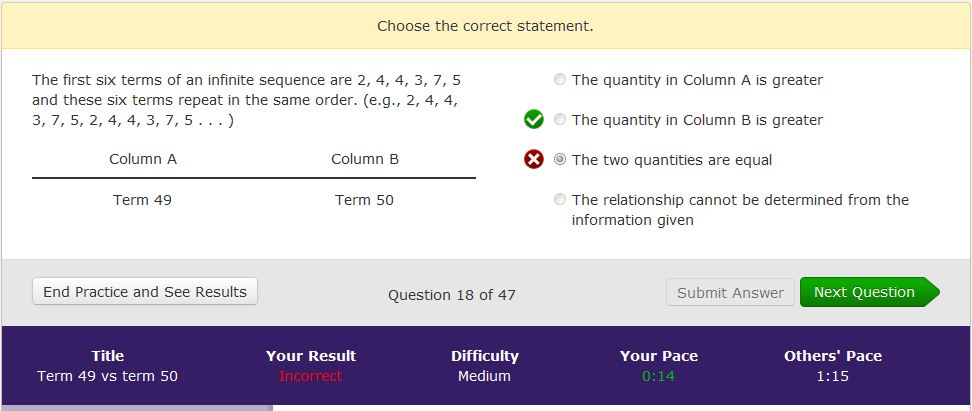 Choose the correct statement.
The first six terms of an infinite sequence are 2, 4, 4, 3, 7, 5
and these six terms repeat in the same order. (e.g., 2, 4, 4,
3, 7, 5, 2, 4, 4, 3, 7, 5 . . . )
Column A Column B
Term 49 Term 50
The quantity in Column A is greater
The quantity in Column B is greater
The two quantities are equal
The relationship cannot be determined from the
information given
End Practice and See Results Question 18 of 47 Submit Answer Next Question
Title Your Result Difficulty Your Pace Others' Pace
Term 49 vs term 50 Incorrect Medium 0:14 1:15